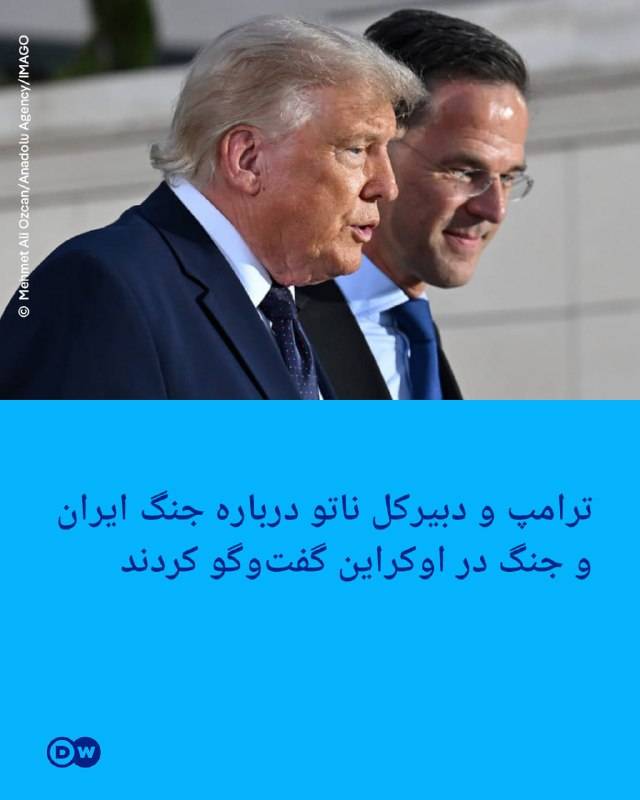 © Mehmet Ali Ozcan/Anadolu Agency/IMAGO
ترامپ و دبیرکل ناتو درباره جنگ ایران
و جنگ در اوکراین گفت‌وگو کردند
DW